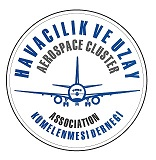 HAVACILIK VE UZAY
AEROSPACE CLUSTER
ASSOCIATION
KÜMELENMESİ DERNEĞİ